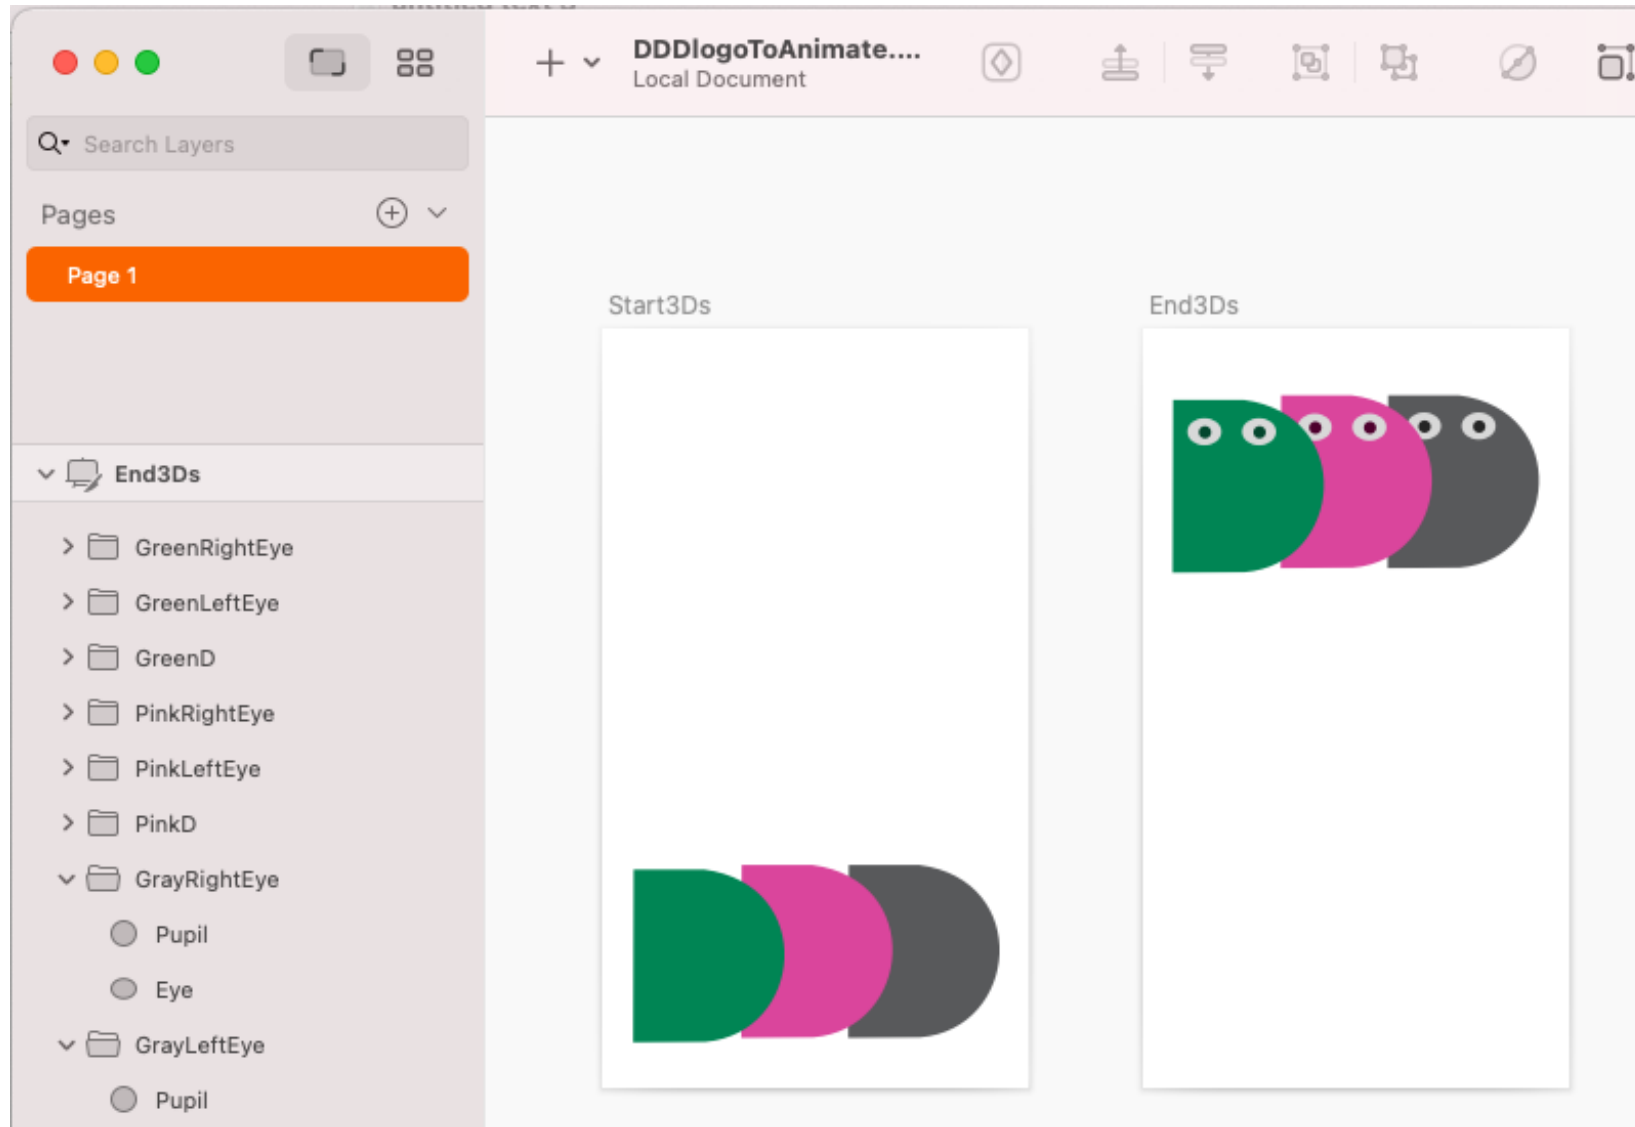 DDDlogoToAnimate....
Local Document
Search Layers
Pages
Page 1
End3Ds
GreenRightEye
GreenLeftEye
GreenD
PinkRightEye
PinkLeftEye
PinkD
GrayRightEye
Pupil
Eye
GrayLeftEye
Pupil
Start3Ds
End3Ds